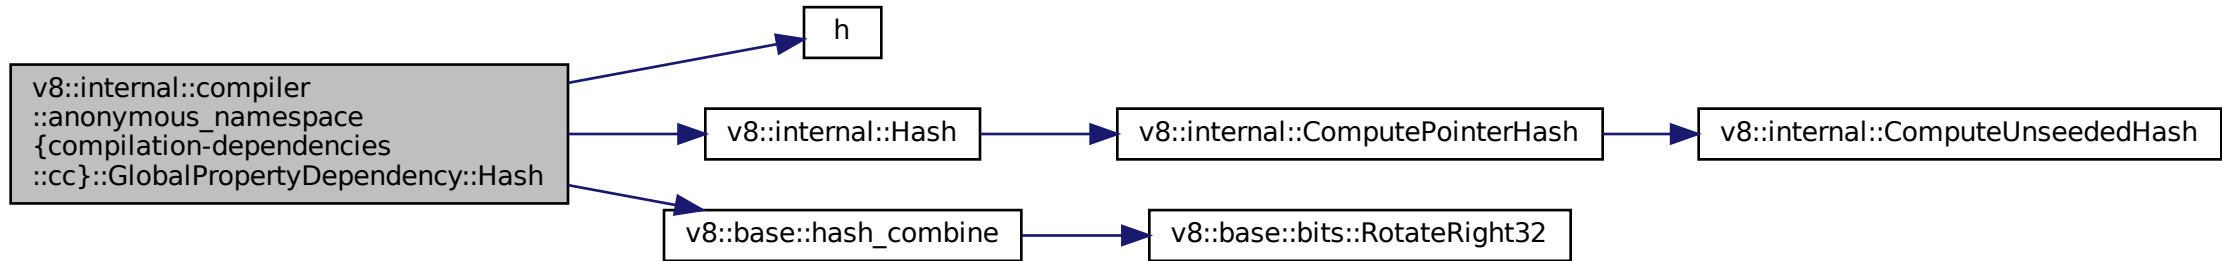 v8::internal::compiler
::anonymous_namespace
{compilation-dependencies
::cc}::GlobalPropertyDependency::Hash
h
v8::internal::Hash
v8::internal::ComputePointerHash
v8::internal::ComputeUnseededHash
v8::base::hash_combine
v8::base::bits::RotateRight32